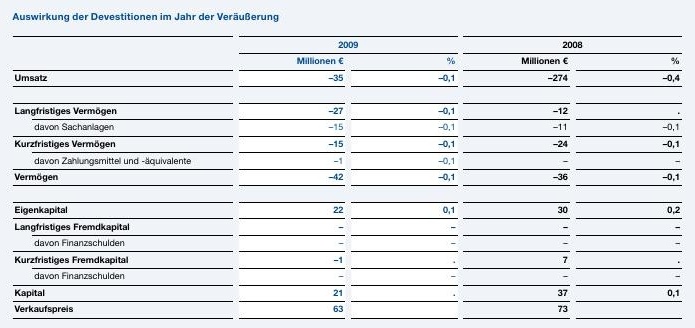 Auswirkung der Devestitionen im Jahr der Veräußerung
2009 2008
Millionen € % Millionen € %
Umsatz –35 –0,1 –274 –0,4
Langfristiges Vermögen –27 –0,1 –12 .
davon Sachanlagen –15 –0,1 –11 –0,1
Kurzfristiges Vermögen –15 –0,1 –24 –0,1
davon Zahlungsmittel und -äquivalente –1 –0,1 – –
Vermögen –42 –0,1 –36 –0,1
Eigenkapital 22 0,1 30 0,2
Langfristiges Fremdkapital – – – –
davon Finanzschulden – – – –
Kurzfristiges Fremdkapital –1 . 7 .
davon Finanzschulden – – – –
Kapital 21 . 37 0,1
Verkaufspreis 63 73